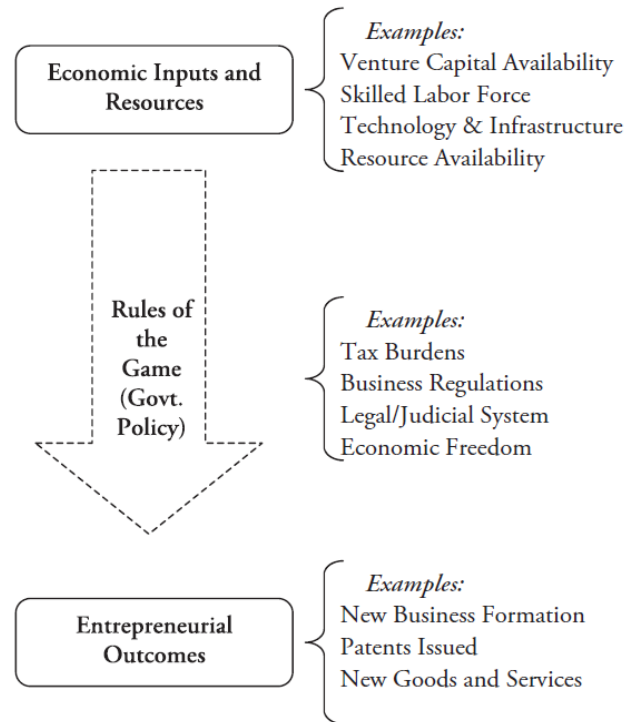 Economic Inputs and
Resources
Examples:
Venture Capital Availability
Skilled Labor Force
Technology & Infrastructure
Resource Availability
Rules of
the
Game
(Govt.
Policy)
Examples:
Tax Burdens
Business Regulations
Legal/Judicial System
Economic Freedom
Entrepreneurial
Outcomes
Examples:
New Business Formation
Patents Issued
New Goods and Services